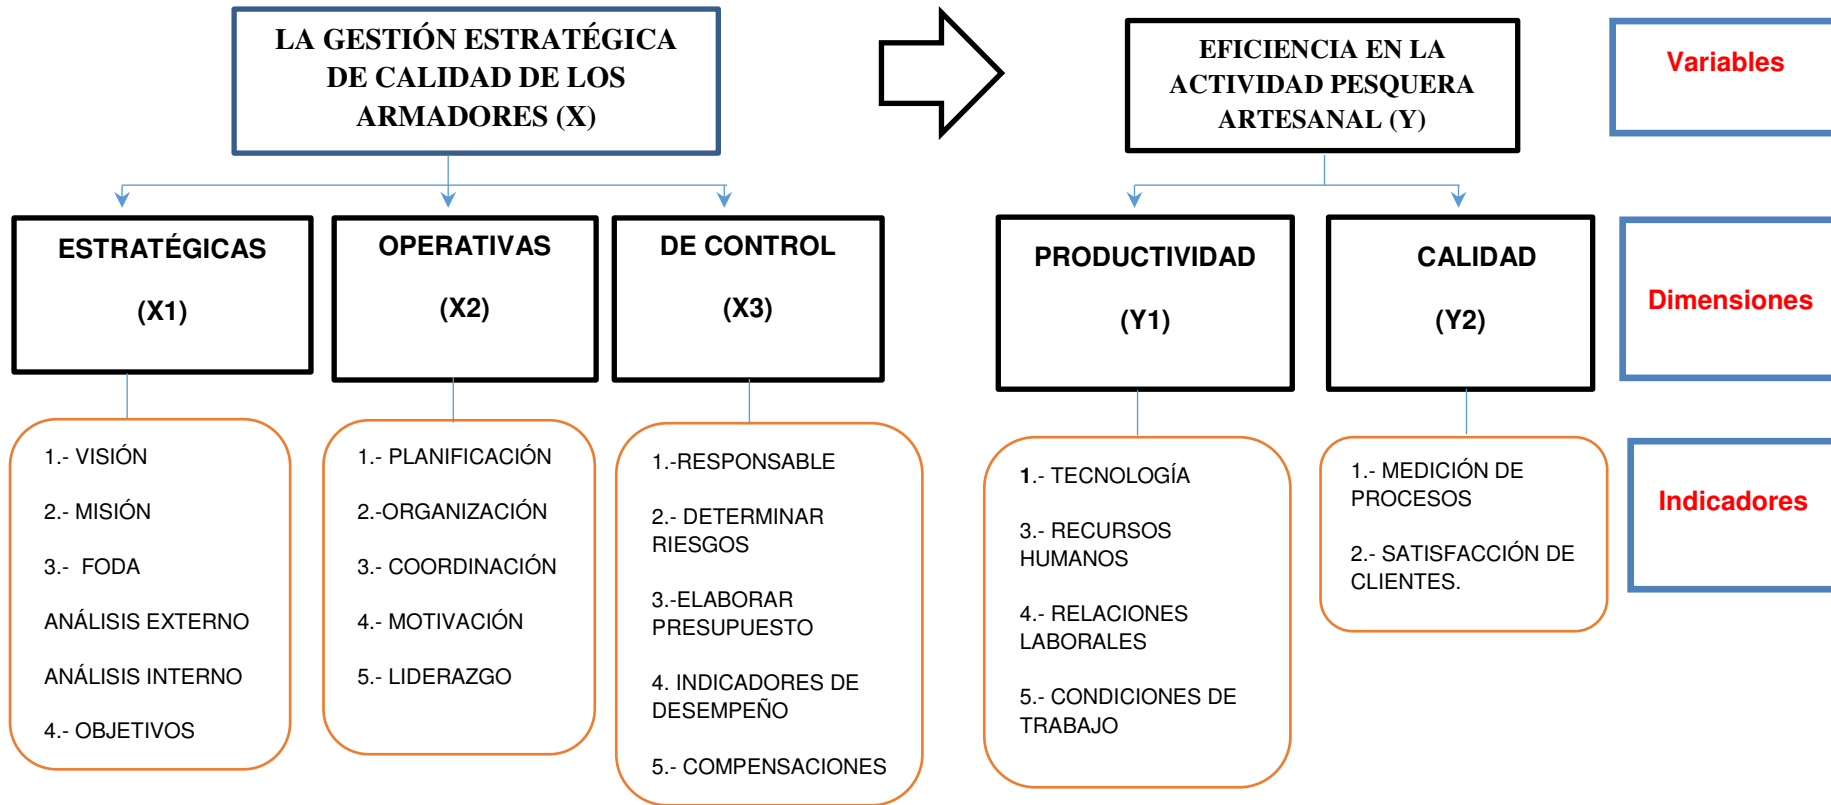 LA GESTIÓN ESTRATÉGICA
DE CALIDAD DE LOS
ARMADORES (X)
EFICIENCIA EN LA
ACTIVIDAD PESQUERA
ARTESANAL (Y)
Variables
ESTRATÉGICAS
(X1)
OPERATIVAS
(X2)
DE CONTROL
(X3)
PRODUCTIVIDAD
(Y1)
CALIDAD
(Y2)
Dimensiones
1.- VISIÓN
2.- MISIÓN
3.- FODA
ANÁLISIS EXTERNO
ANÁLISIS INTERNO
4.- OBJETIVOS
1.- PLANIFICACIÓN
2.-ORGANIZACIÓN
3.- COORDINACIÓN
4.- MOTIVACIÓN
5.- LIDERAZGO
1.-RESPONSABLE
2.- DETERMINAR
RIESGOS
3.-ELABORAR
PRESUPUESTO
4. INDICADORES DE
DESEMPEÑO
5.- COMPENSACIONES
1.- TECNOLOGÍA
3.- RECURSOS
HUMANOS
4.- RELACIONES
LABORALES
5.- CONDICIONES DE
TRABAJO
1.- MEDICIÓN DE
PROCESOS
2.- SATISFACCIÓN DE
CLIENTES.
Indicadores